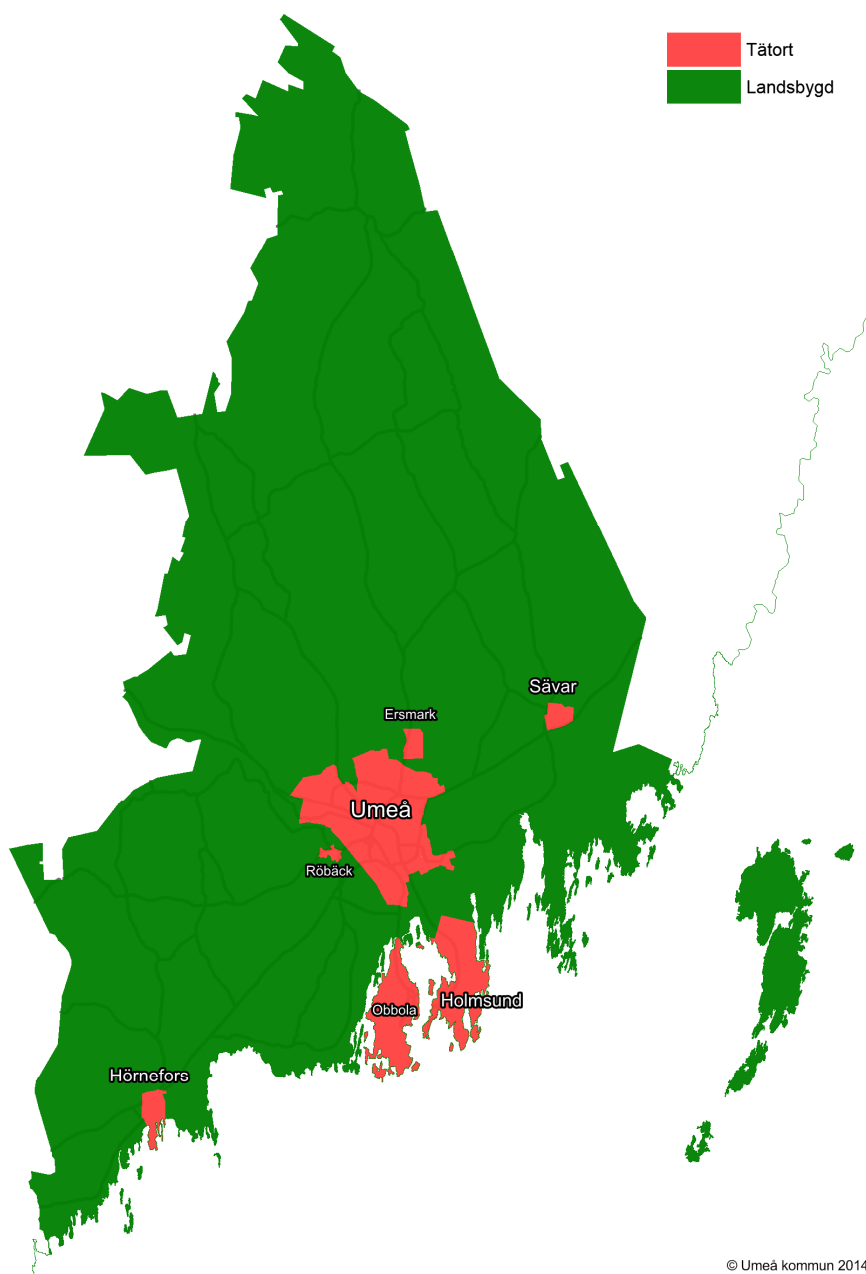 Tätort
Landsbygd
Sävar
Ersmark
Umeå
Röbäck
Holmsund
Obbola
Hörnefors
© Umeå kommun 2014